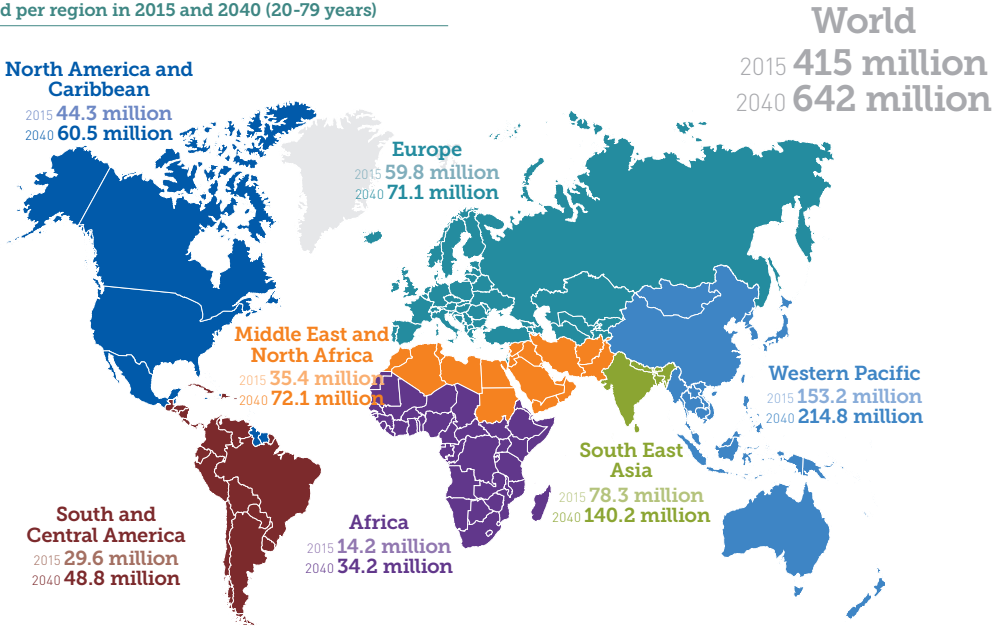 d per region in 2015 and 2040 (20-79 years)
World
2015 415 million
2040 642 million
North America and
Caribbean
2015 44.3 million
2040 60.5 million
Europe
2015 59.8 million
2040 71.1 million
Middle East and
North Africa
2015 35.4 million
2040 72.1 million
Western Pacific
2015 153.2 million
2040 214.8 million
South East
Asia
2015 78.3 million
2040 140.2 million
South and
Central America
2015 29.6 million
2040 48.8 million
Africa
2015 14.2 million
2040 34.2 million